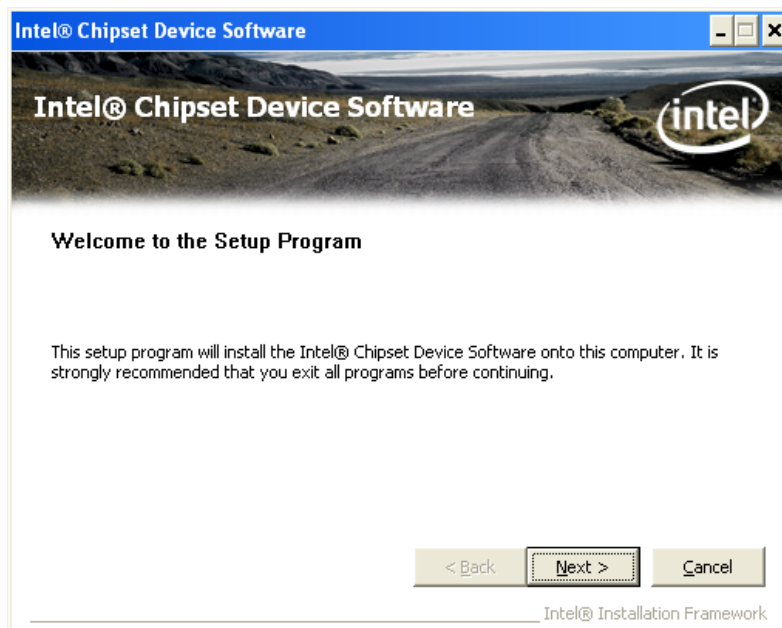 Intel® Chipset Device Software
Intel® Chipset Device Software
intel
Welcome to the Setup Program
This setup program will install the Intel® Chipset Device Software onto this computer. It is
strongly recommended that you exit all programs before continuing.
< Back
Next >
Cancel
Intel® Installation Framework